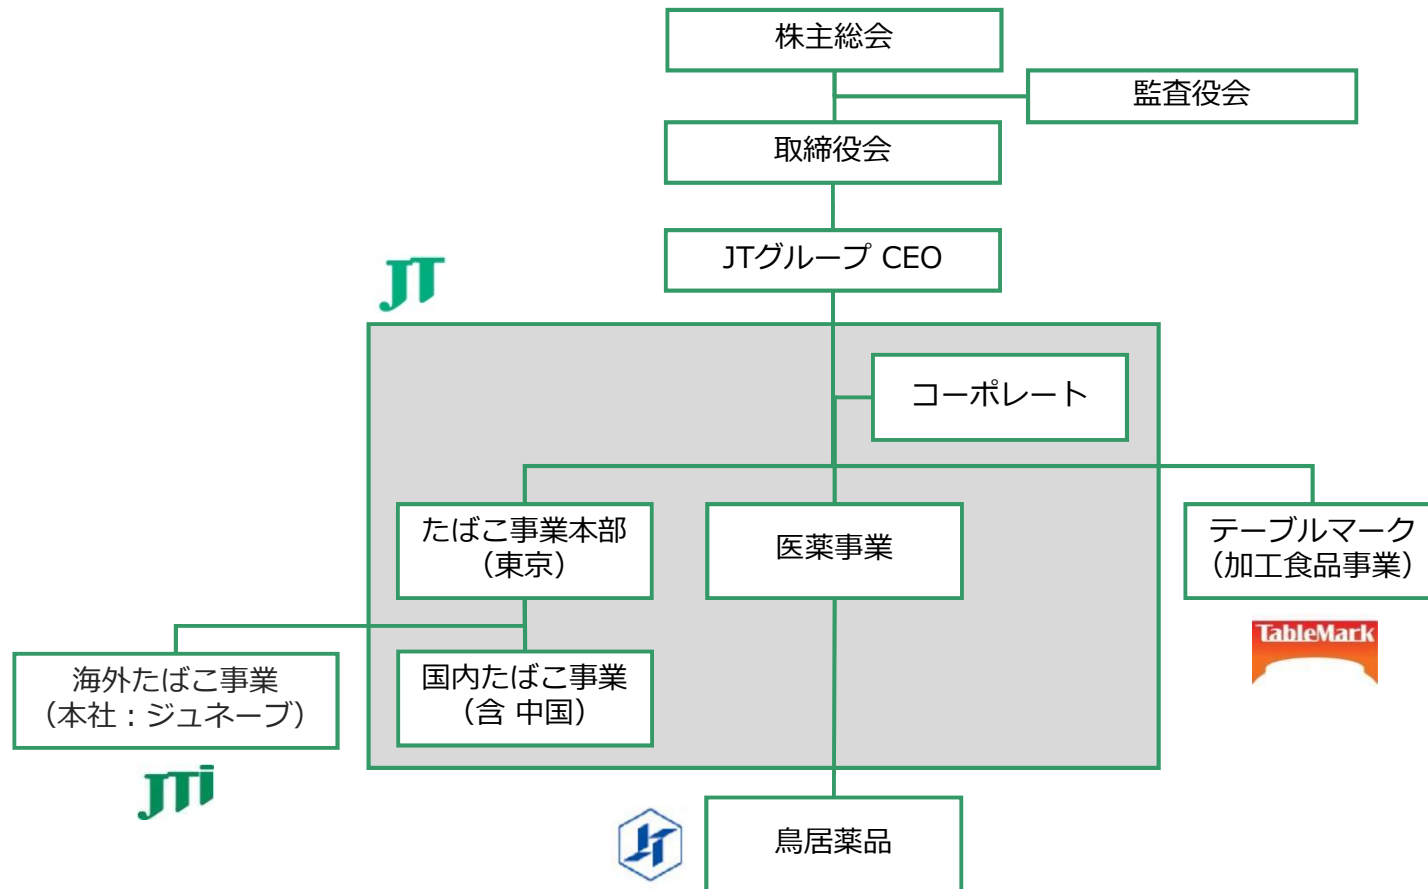 株主総会
監査役会
取締役会
JTグループ CEO
JT
コーポレート
たばこ事業本部
（東京）
医薬事業
テーブルマーク
（加工食品事業）
TableMark
海外たばこ事業
（本社：ジュネーブ）
国内たばこ事業
（含 中国）
JTi
鳥居薬品